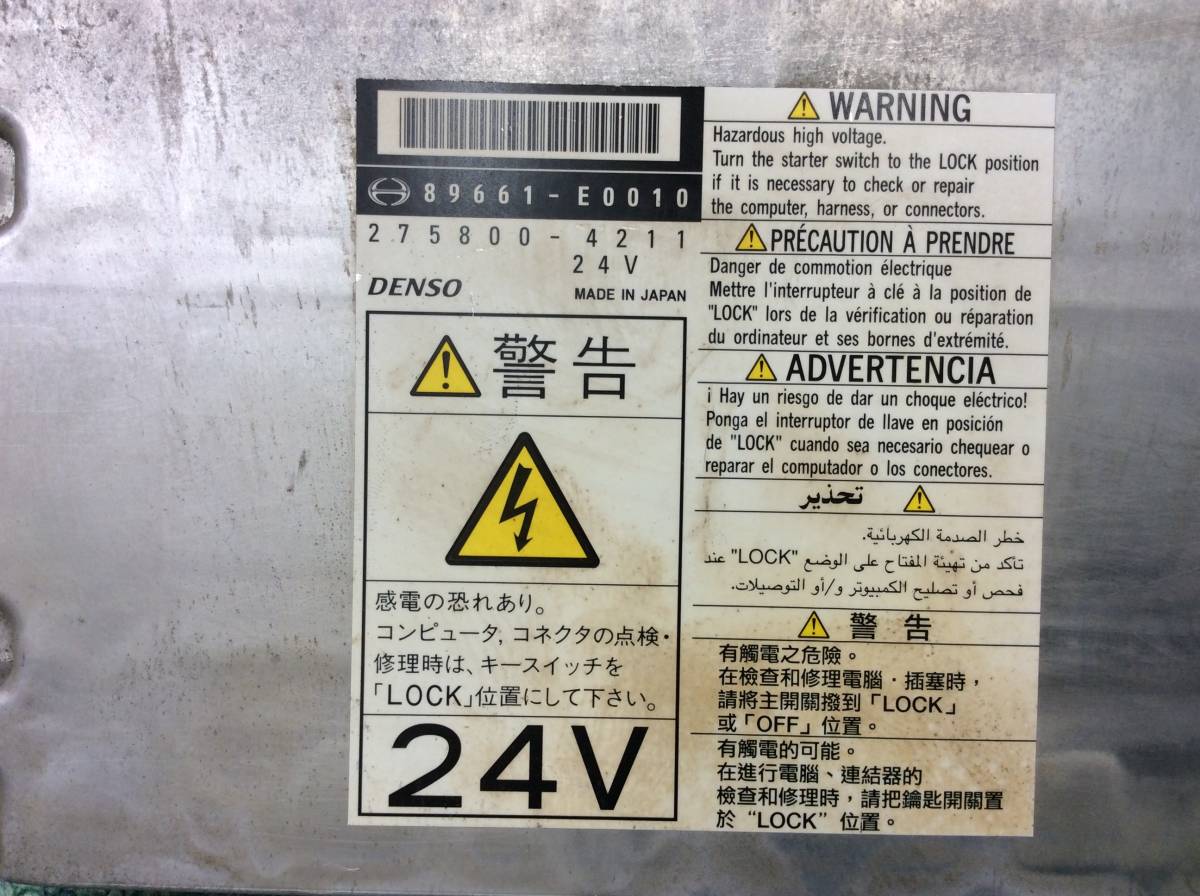 89661-E0010
275800-4211
24V
DENSO
MADE IN JAPAN
警告
感電の恐れあり。
コンピュータ, コネクタの点検・
修理時は、キースイッチを
「LOCK」位置にして下さい。
24V
WARNING
Hazardous high voltage.
Turn the starter switch to the LOCK position
if it is necessary to check or repair
the computer, harness, or connectors.
PRÉCAUTION À PRENDRE
Danger de commotion électrique
Mettre l'interrupteur à clé à la position de
"LOCK" lors de la vérification ou réparation
du ordinateur et ses bornes d'extrémité.
ADVERTENCIA
¡ Hay un riesgo de dar un choque eléctrico!
Ponga el interruptor de llave en posición
de "LOCK" cuando sea necesario chequear o
reparar el computador o los conectores.
تحذير
خطر الصدمة الكهربائية.
تأكد من تهيئة المفتاح على الوضع "LOCK" عند
فحص أو تصليح الكمبيوتر و/أو التوصيلات.
警告
有觸電之危險。
在檢查和修理電腦・插塞時，
請將主開關撥到「LOCK」
或「OFF」位置。
有觸電的可能。
在進行電腦、連結器的
檢查和修理時，請把鑰匙開關置
於 "LOCK" 位置。